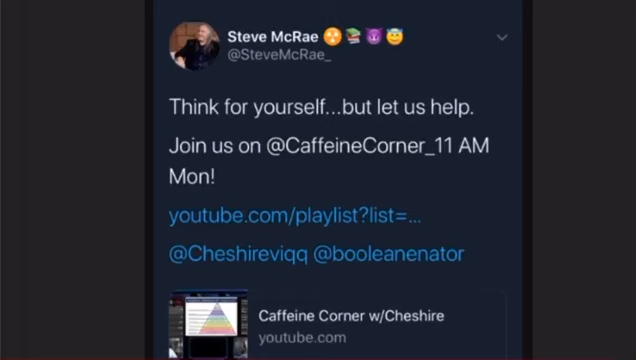 Steve McRae ☢️📚😈😇
@SteveMcRae_
Think for yourself...but let us help.
Join us on @CaffeineCorner_11 AM
Mon!
youtube.com/playlist?list=...
@Cheshireviqq @booleanenator
Caffeine Corner w/Cheshire
youtube.com